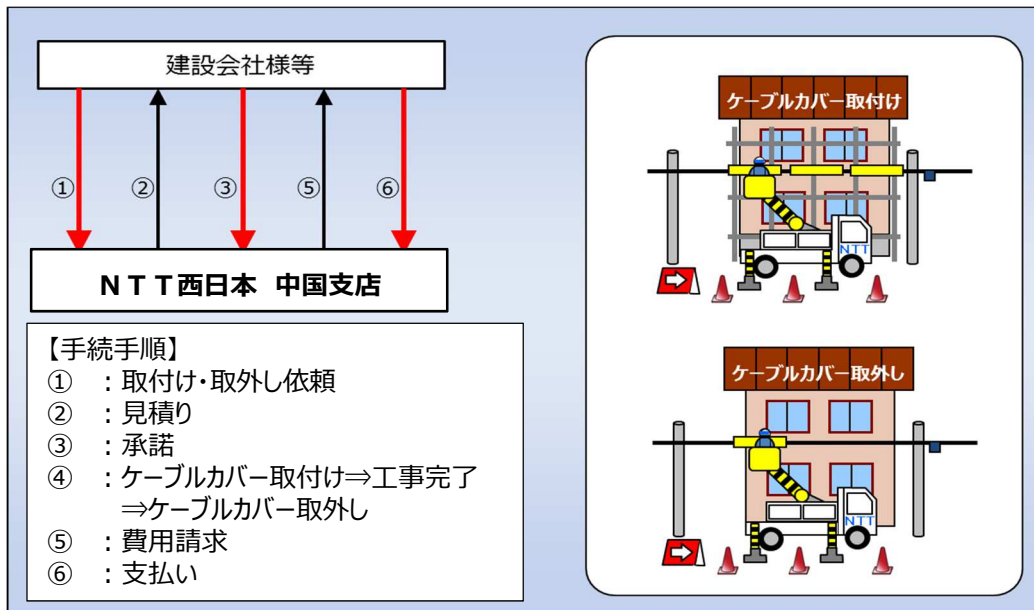 建設会社様等
①
②
③
⑤
⑥
NTT西日本 中国支店
【手続手順】
① :取付け・取外し依頼
② :見積り
③ :承諾
④ :ケーブルカバー取付け⇒工事完了
⇒ケーブルカバー取外し
⑤ :費用請求
⑥ :支払い
ケーブルカバー取付け
NTT
ケーブルカバー取外し
NTT